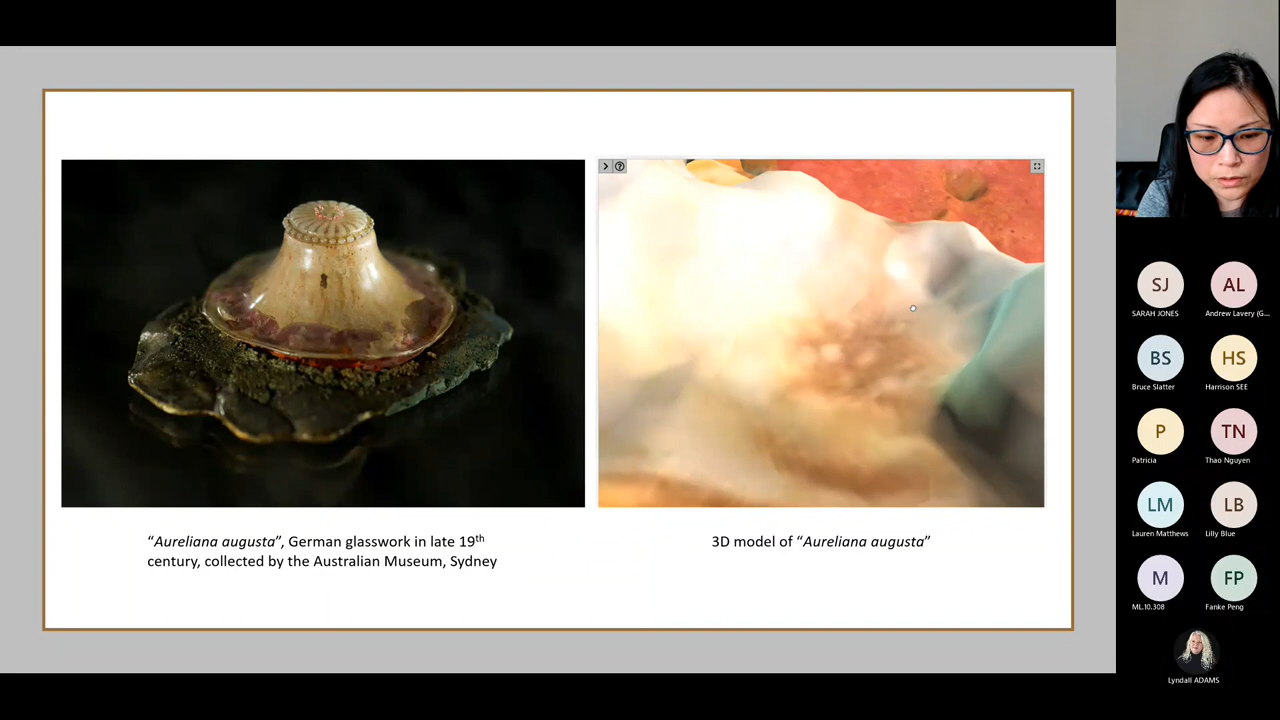 “Aureliana augusta”, German glasswork in late 19th
century, collected by the Australian Museum, Sydney
3D model of “Aureliana augusta”
SJ
AL
SARAH JONES
Andrew Lavery (G...
BS
HS
Bruce Slatter
Harrison SEE
P
TN
Patricia
Thao Nguyen
LM
LB
Lauren Matthews
Lilly Blue
M
FP
ML.10.308
Fanke Peng
Lyndall ADAMS